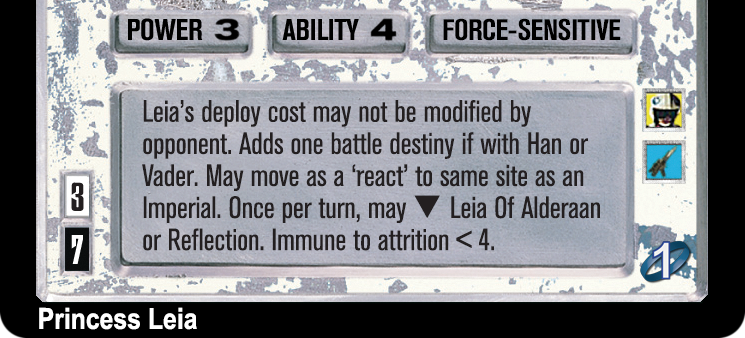 POWER 3 ABILITY 4 FORCE-SENSITIVE
Leia's deploy cost may not be modified by
opponent. Adds one battle destiny if with Han or
Vader. May move as a 'react' to same site as an
Imperial. Once per turn, may ▼ Leia Of Alderaan
or Reflection. Immune to attrition < 4.
3
7
1
Princess Leia